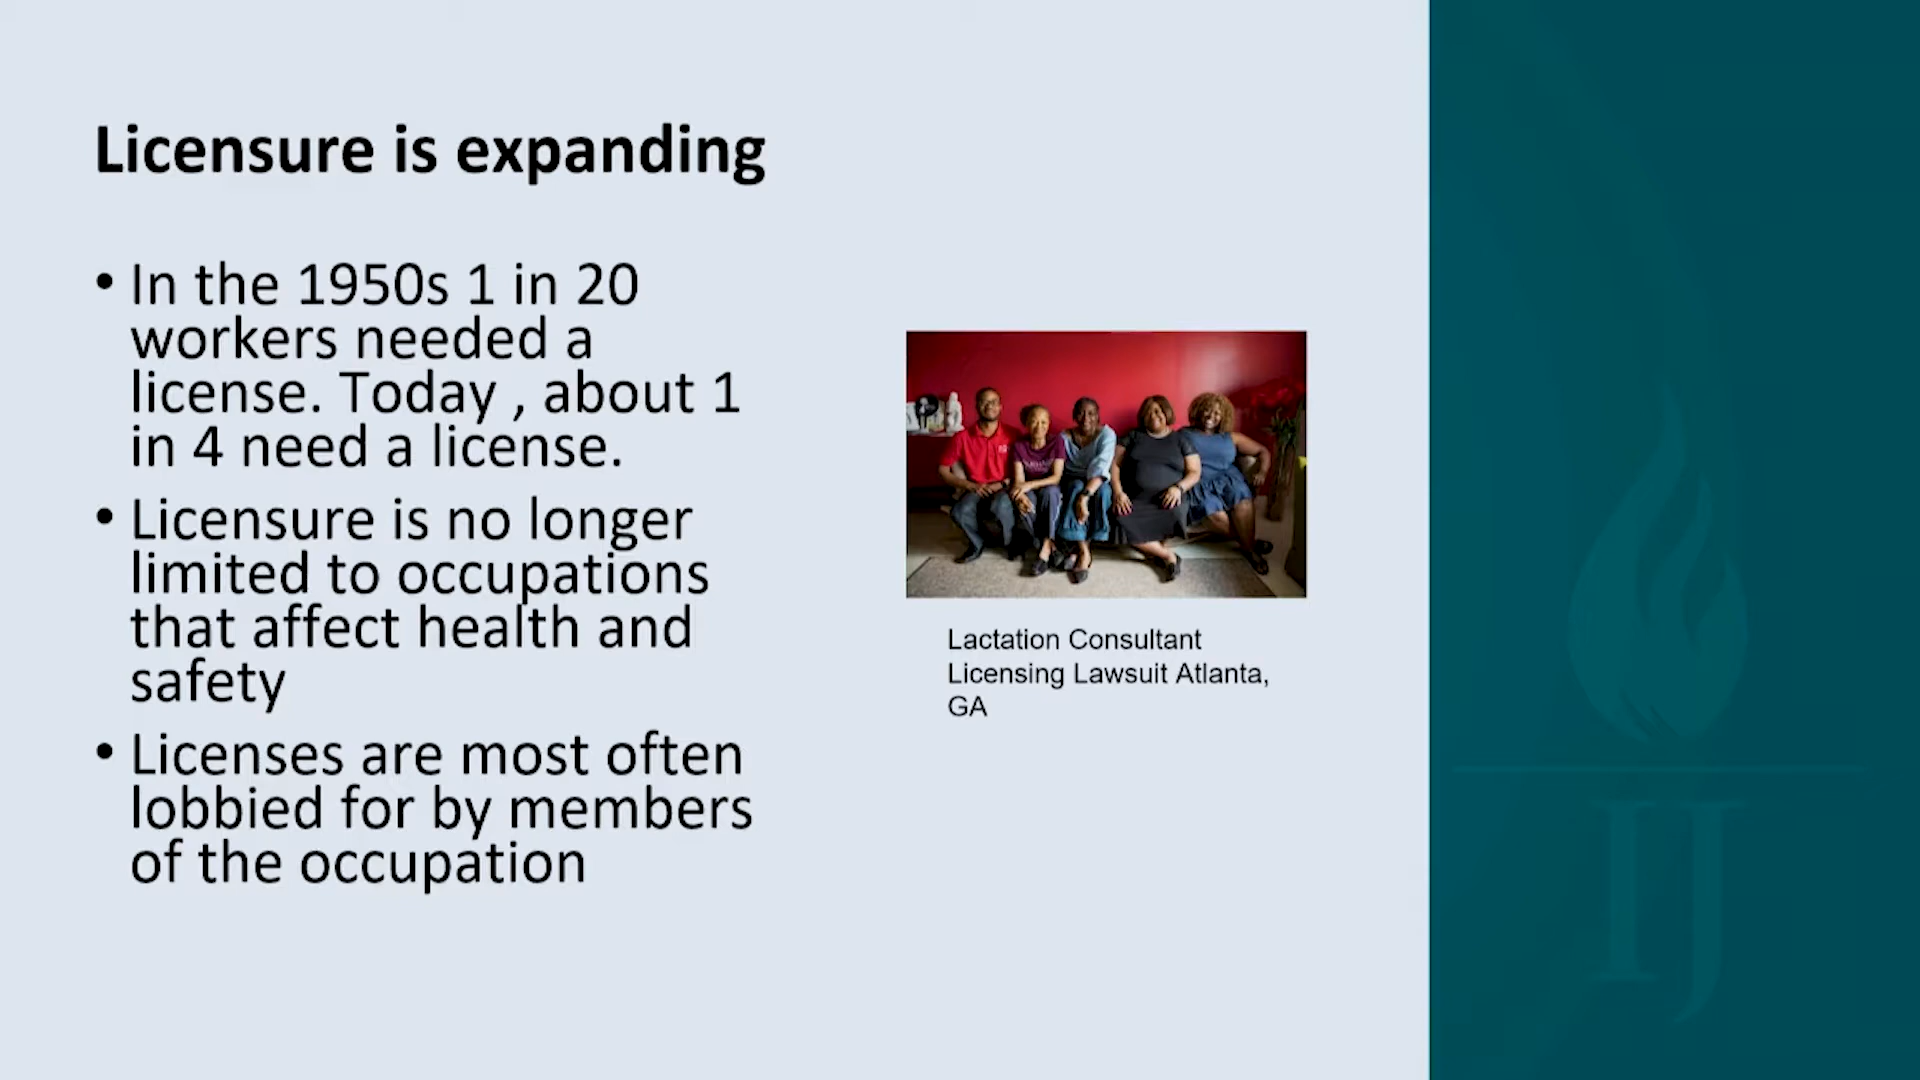 Licensure is expanding
• In the 1950s 1 in 20
workers needed a
license. Today , about 1
in 4 need a license.
• Licensure is no longer
limited to occupations
that affect health and
safety
• Licenses are most often
lobbied for by members
of the occupation
Lactation Consultant
Licensing Lawsuit Atlanta,
GA
IJ